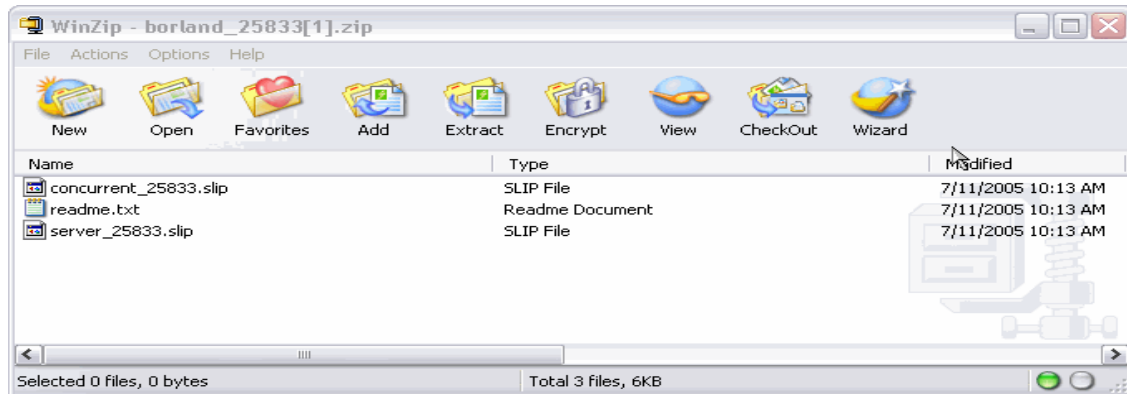 WinZip - borland_25833[1].zip
File Actions Options Help
New Open Favorites Add Extract Encrypt View CheckOut Wizard
Name Type Modified
concurrent_25833.slip SLIP File 7/11/2005 10:13 AM
readme.txt Readme Document 7/11/2005 10:13 AM
server_25833.slip SLIP File 7/11/2005 10:13 AM
Selected 0 files, 0 bytes Total 3 files, 6KB